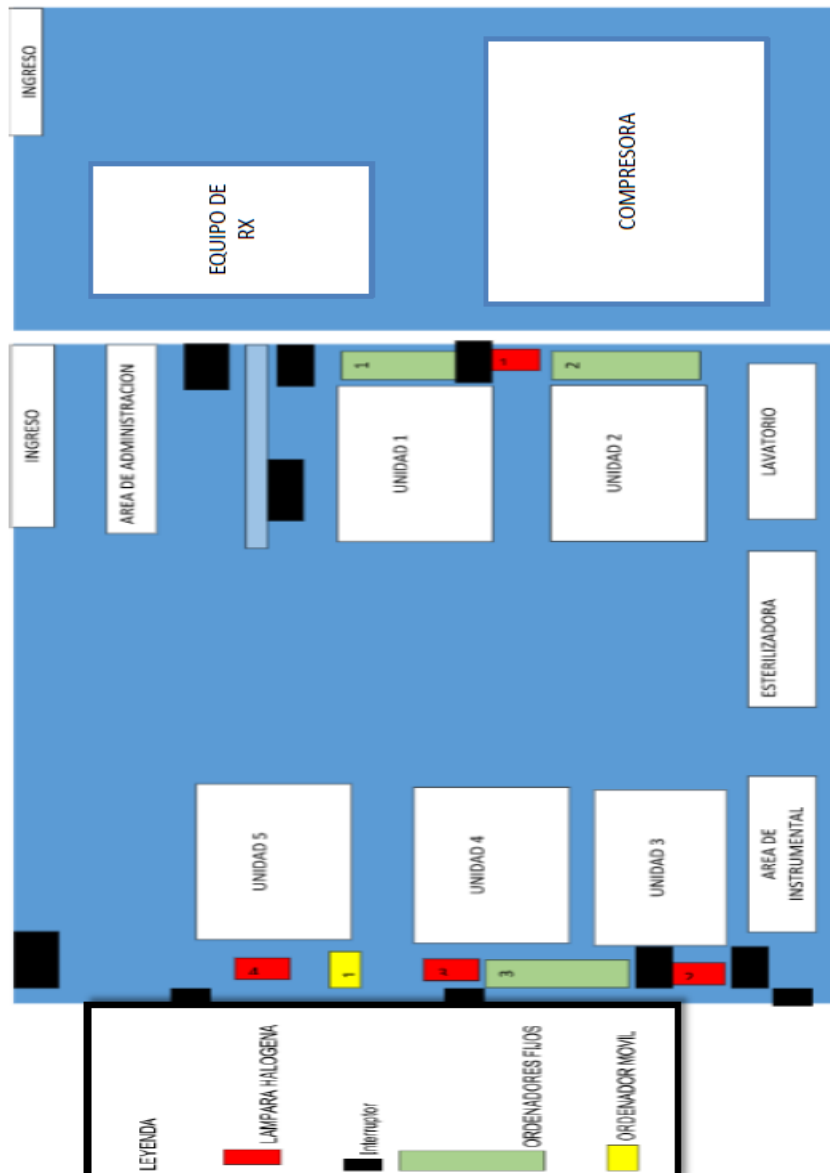 INGRESO
EQUIPO DE
RX
COMPRESORA
INGRESO
AREA DE ADMINISTRACION
1
2
UNIDAD 1
UNIDAD 2
LAVATORIO
ESTERILIZADORA
UNIDAD 5
UNIDAD 4
UNIDAD 3
AREA DE
INSTRUMENTAL
1
3
LEYENDA
LAMPARA HALOGENA
Interruptor
ORDENADORES FIJOS
ORDENADOR MOVIL